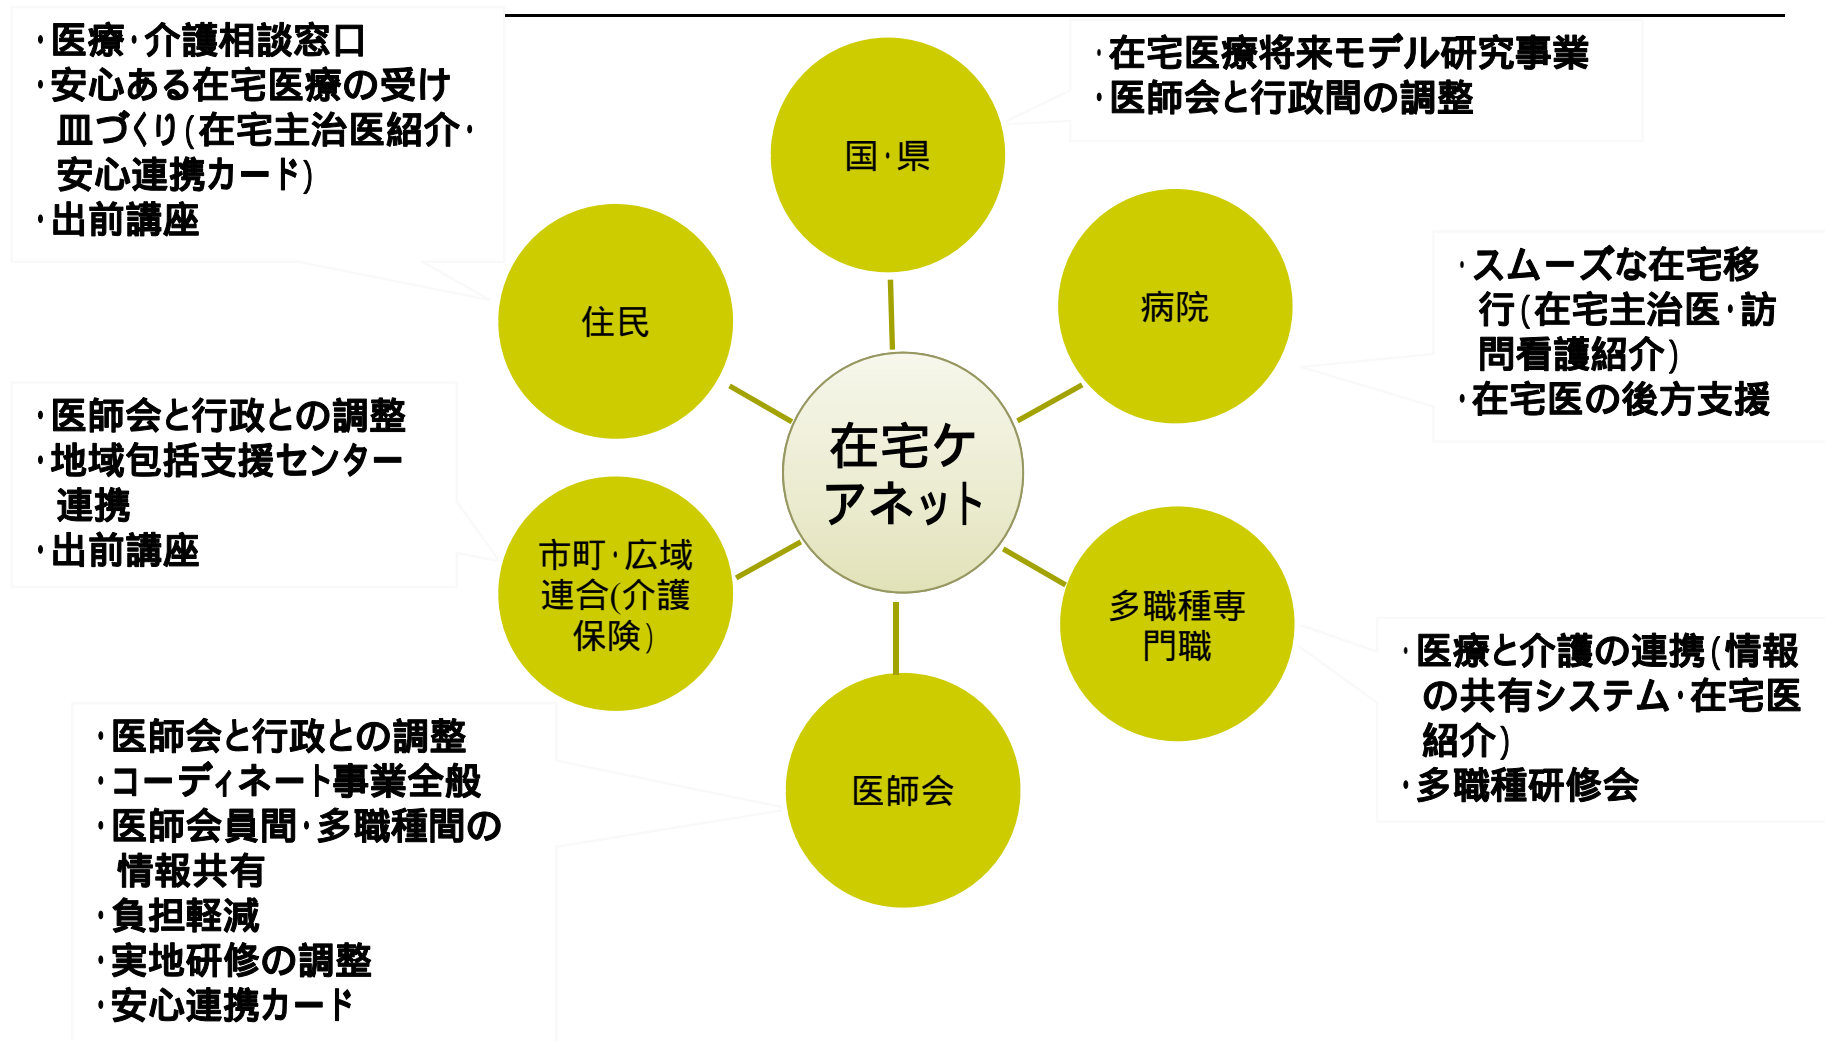 ・医療・介護相談窓口
・安心ある在宅医療の受け
皿づくり(在宅主治医紹介・
安心連携カード)
・出前講座
・在宅医療将来モデル研究事業
・医師会と行政間の調整
国・県
住民
病院
・スムーズな在宅移
行(在宅主治医・訪
問看護紹介)
・在宅医の後方支援
・医師会と行政との調整
・地域包括支援センター
連携
・出前講座
在宅ケ
アネット
市町・広域
連合(介護
保険)
多職種専
門職
・医療と介護の連携(情報
の共有システム・在宅医
紹介)
・多職種研修会
・医師会と行政との調整
・コーディネート事業全般
・医師会員間・多職種間の
情報共有
・負担軽減
・実地研修の調整
・安心連携カード
医師会